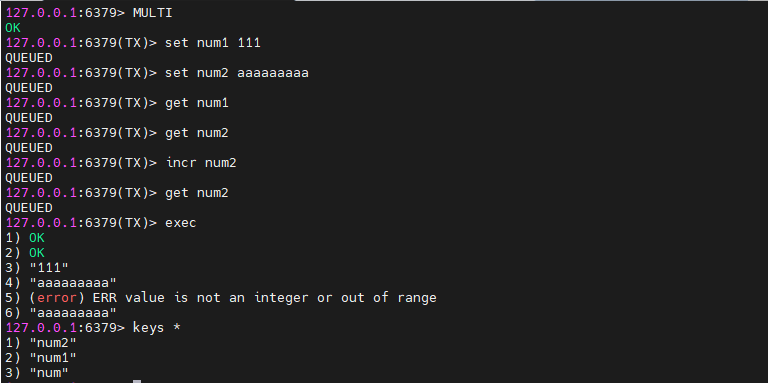 127.0.0.1:6379> MULTI
OK
127.0.0.1:6379(TX)> set num1 111
QUEUED
127.0.0.1:6379(TX)> set num2 aaaaaaaaa
QUEUED
127.0.0.1:6379(TX)> get num1
QUEUED
127.0.0.1:6379(TX)> get num2
QUEUED
127.0.0.1:6379(TX)> incr num2
QUEUED
127.0.0.1:6379(TX)> get num2
QUEUED
127.0.0.1:6379(TX)> exec
1) OK
2) OK
3) "111"
4) "aaaaaaaaa"
5) (error) ERR value is not an integer or out of range
6) "aaaaaaaaa"
127.0.0.1:6379> keys *
1) "num2"
2) "num1"
3) "num"